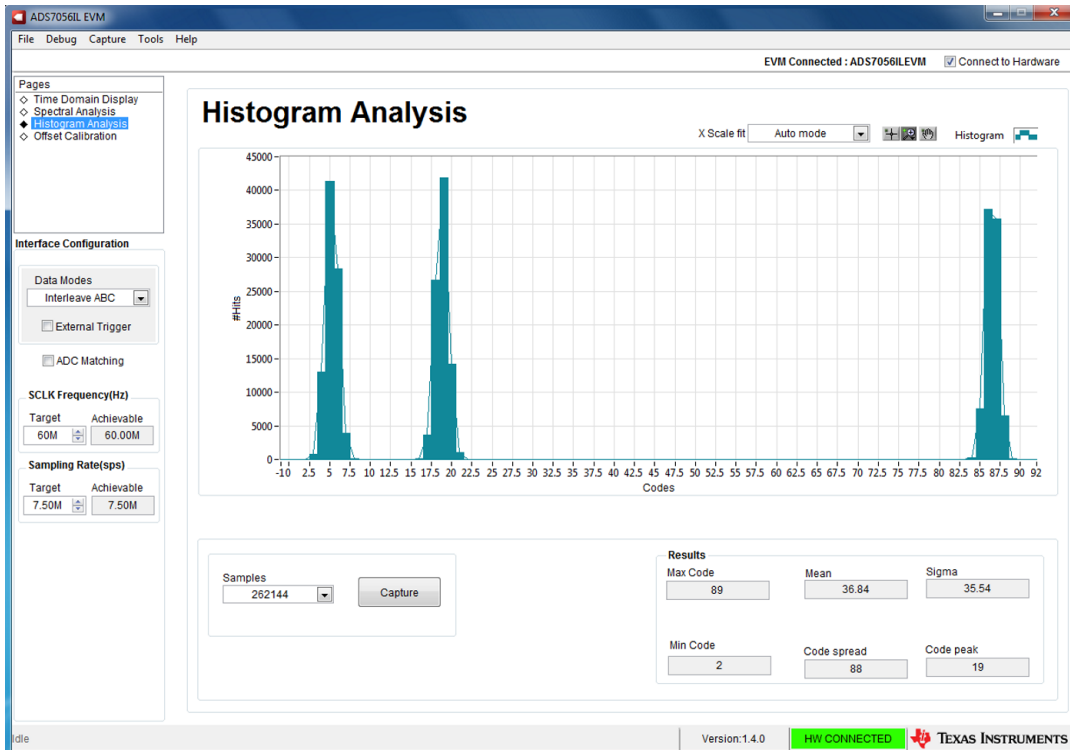 ADS7056IL EVM
File Debug Capture Tools Help
EVM Connected : ADS7056ILEVM Connect to Hardware
Pages
Time Domain Display
Spectral Analysis
Histogram Analysis
Offset Calibration
Interface Configuration
Data Modes
Interleave ABC
External Trigger
ADC Matching
SCLK Frequency(Hz)
Target Achievable
60M 60.00M
Sampling Rate(sps)
Target Achievable
7.50M 7.50M
Histogram Analysis
X Scale fit Auto mode Histogram
45000
40000
35000
30000
25000
20000
15000
10000
5000
0
#Hits
-1 0 2.5 5 7.5 10 12.5 15 17.5 20 22.5 25 27.5 30 32.5 35 37.5 40 42.5 45 47.5 50 52.5 55 57.5 60 62.5 65 67.5 70 72.5 75 77.5 80 82.5 85 87.5 90 92
Codes
Samples
262144
Capture
Results
Max Code Mean Sigma
89 36.84 35.54
Min Code Code spread Code peak
2 88 19
Idle
Version:1.4.0 HW CONNECTED TEXAS INSTRUMENTS